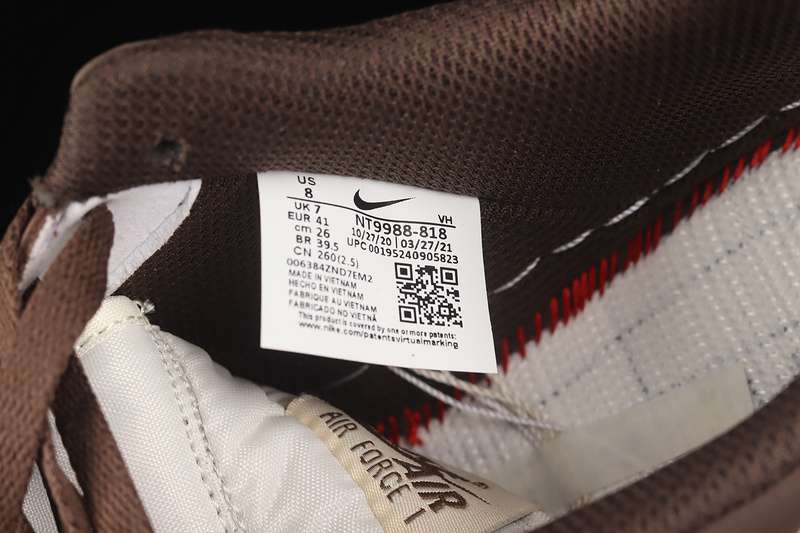 US
8
UK 7
EUR 41
cm 26
BR 39.5
CN 260(2.5)
VH
NT9988-818
10/27/20 | 03/27/21
UPC 00195240905823
006384ZND7EM2
MADE IN VIETNAM
HECHO EN VIETNAM
FABRIQUE AU VIETNAM
FABRICADO NO VIETNÃ
This product is covered by one or more patents:
www.nike.com/patentsvirtualmarking
AIR
AIR FORCE 1